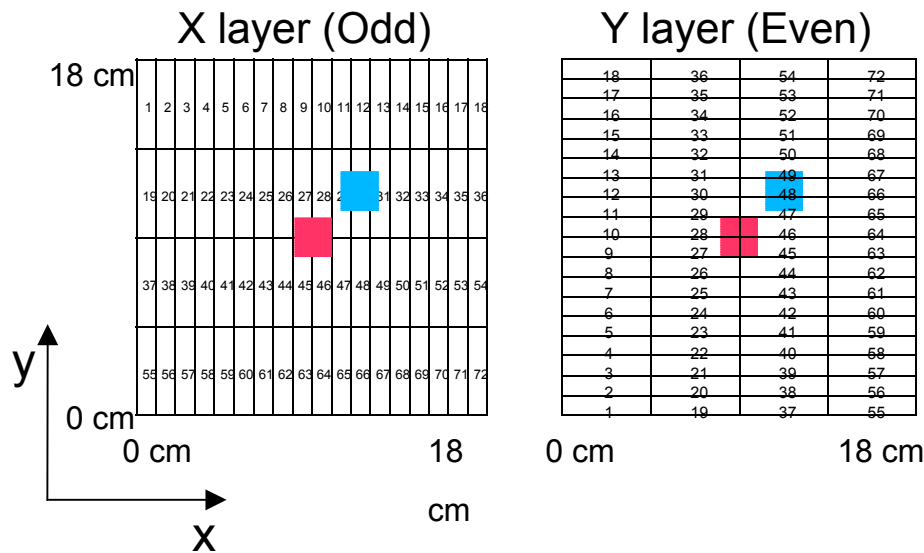 X layer (Odd)
Y layer (Even)
18 cm
1 2 3 4 5 6 7 8 9 10 11 12 13 14 15 16 17 18
19 20 21 22 23 24 25 26 27 28 31 32 33 34 35 36
37 38 39 40 41 42 43 44 45 46 47 48 49 50 51 52 53 54
55 56 57 58 59 60 61 62 63 64 65 66 67 68 69 70 71 72
0 cm
0 cm
18
cm
y
x
18 36 54 72
17 35 53 71
16 34 52 70
15 33 51 69
14 32 50 68
13 31 49 67
12 30 48 66
11 29 47 65
10 28 46 64
9 27 45 63
8 26 44 62
7 25 43 61
6 24 42 60
5 23 41 59
4 22 40 58
3 21 39 57
2 20 38 56
1 19 37 55
0 cm
18 cm